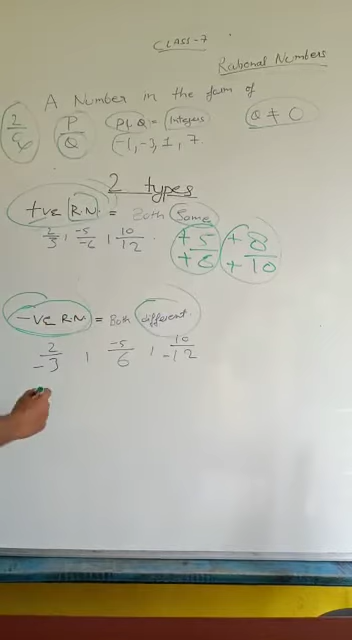 CLASS-7
Rational Numbers
A Number in the form of
2/56 P/Q P, Q = Integers Q ≠ 0
(-1, -3, 1, 7.
2 types
+ve R.N. = Both Same
2/3, -5/-6, 10/12. +5/+6 +8/+10
-ve R.N. = Both different
2/-3, -5/6, 10/-12